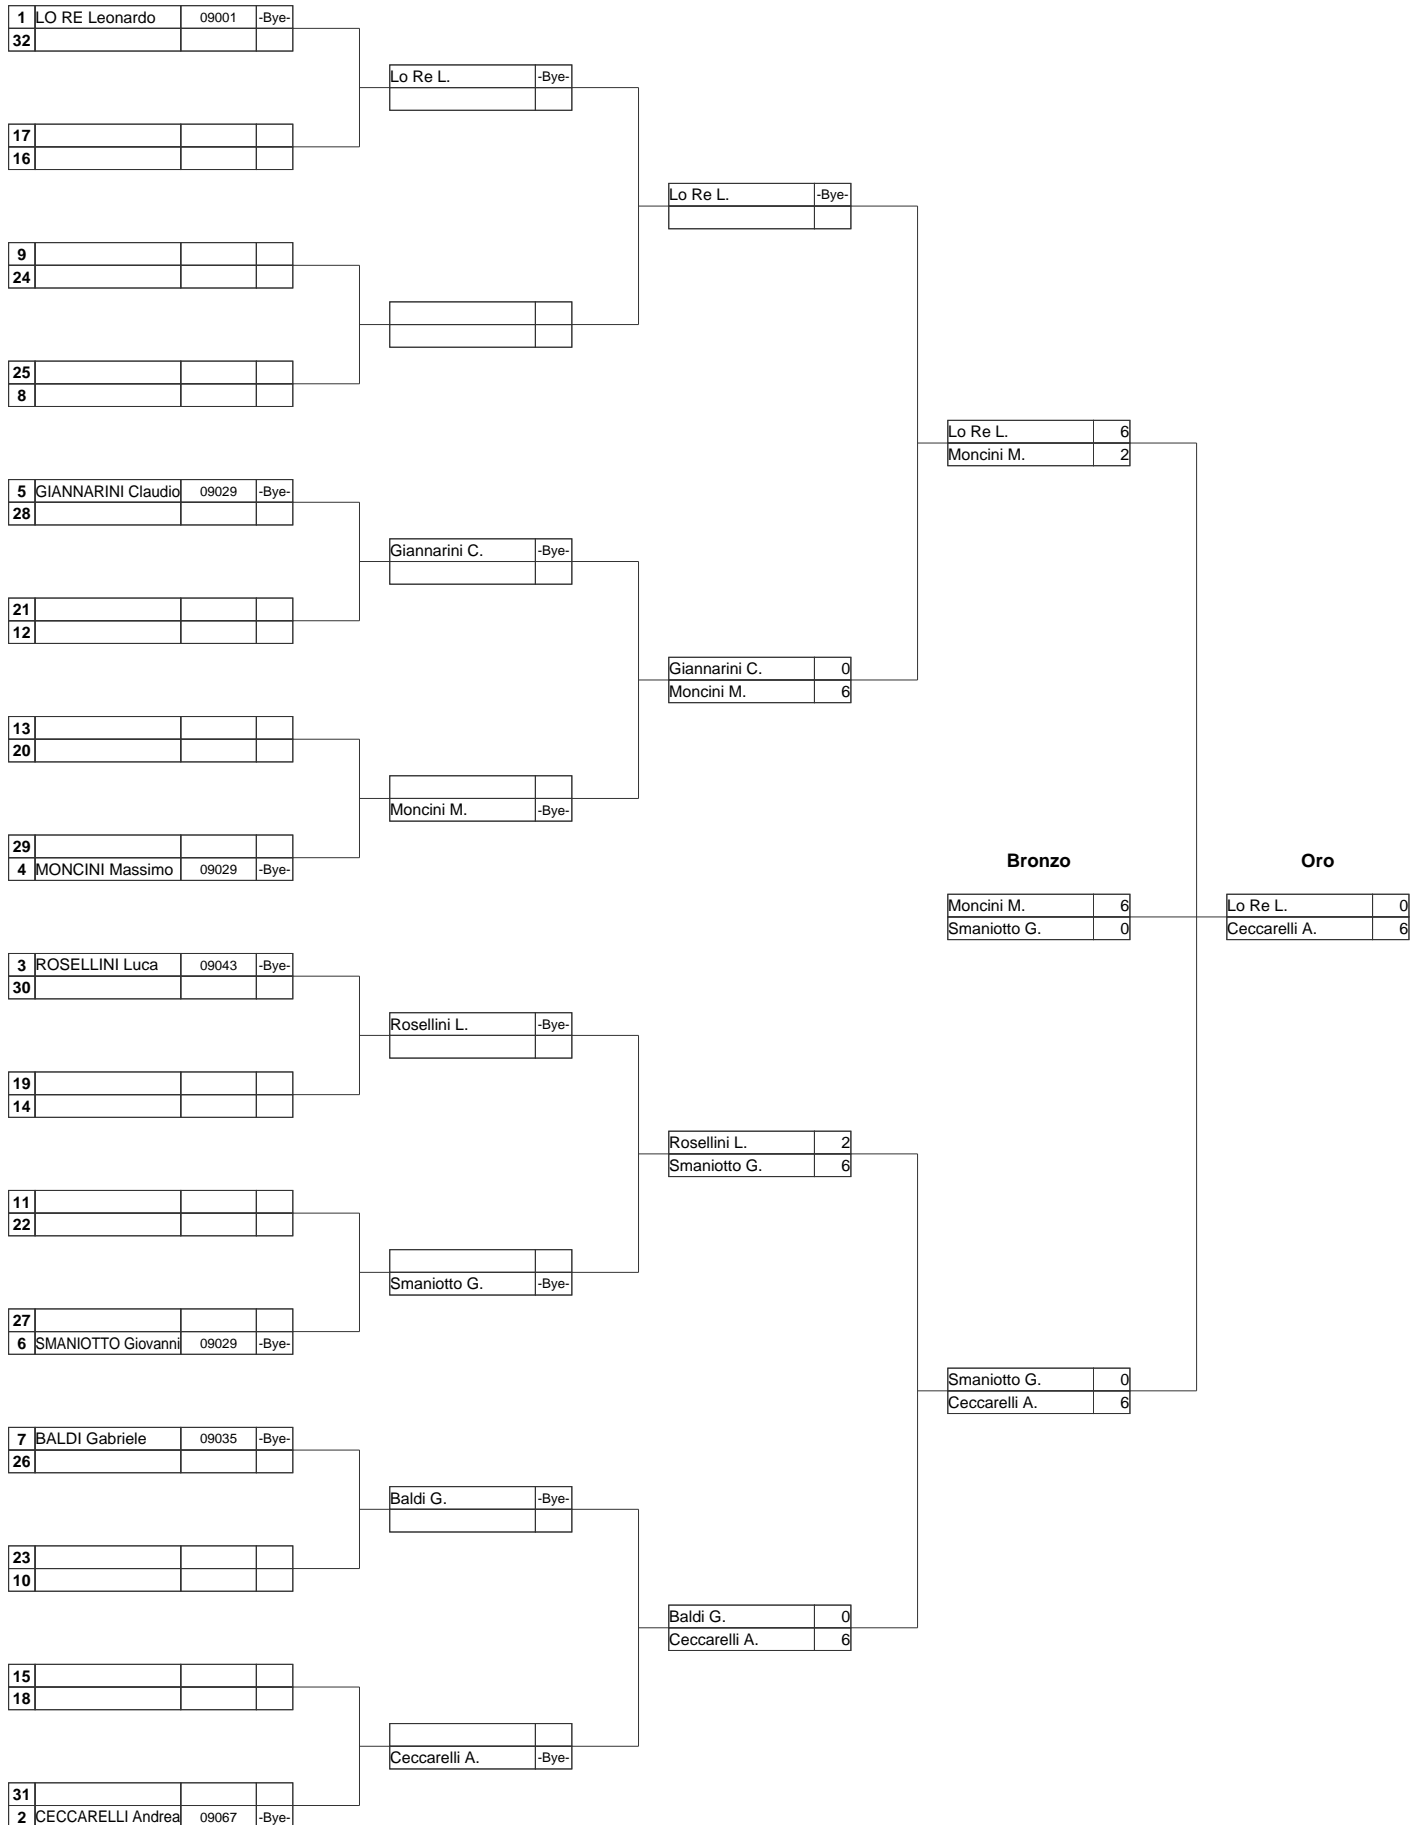 1 LO RE Leonardo 09001 -Bye-
32
Lo Re L. -Bye-
17
16
Lo Re L. -Bye-
9
24
25
8
Lo Re L. 6
Moncini M. 2
5 GIANNARINI Claudio 09029 -Bye-
28
Giannarini C. -Bye-
21
12
Giannarini C. 0
Moncini M. 6
13
20
Moncini M. -Bye-
29
4 MONCINI Massimo 09029 -Bye-
Bronzo Oro
Moncini M. 6 Lo Re L. 0
Smaniotto G. 0 Ceccarelli A. 6
3 ROSELLINI Luca 09043 -Bye-
30
Rosellini L. -Bye-
19
14
Rosellini L. 2
Smaniotto G. 6
11
22
Smaniotto G. -Bye-
27
6 SMANIOTTO Giovanni 09029 -Bye-
Smaniotto G. 0
Ceccarelli A. 6
7 BALDI Gabriele 09035 -Bye-
26
Baldi G. -Bye-
23
10
Baldi G. 0
Ceccarelli A. 6
15
18
Ceccarelli A. -Bye-
31
2 CECCARELLI Andrea 09067 -Bye-